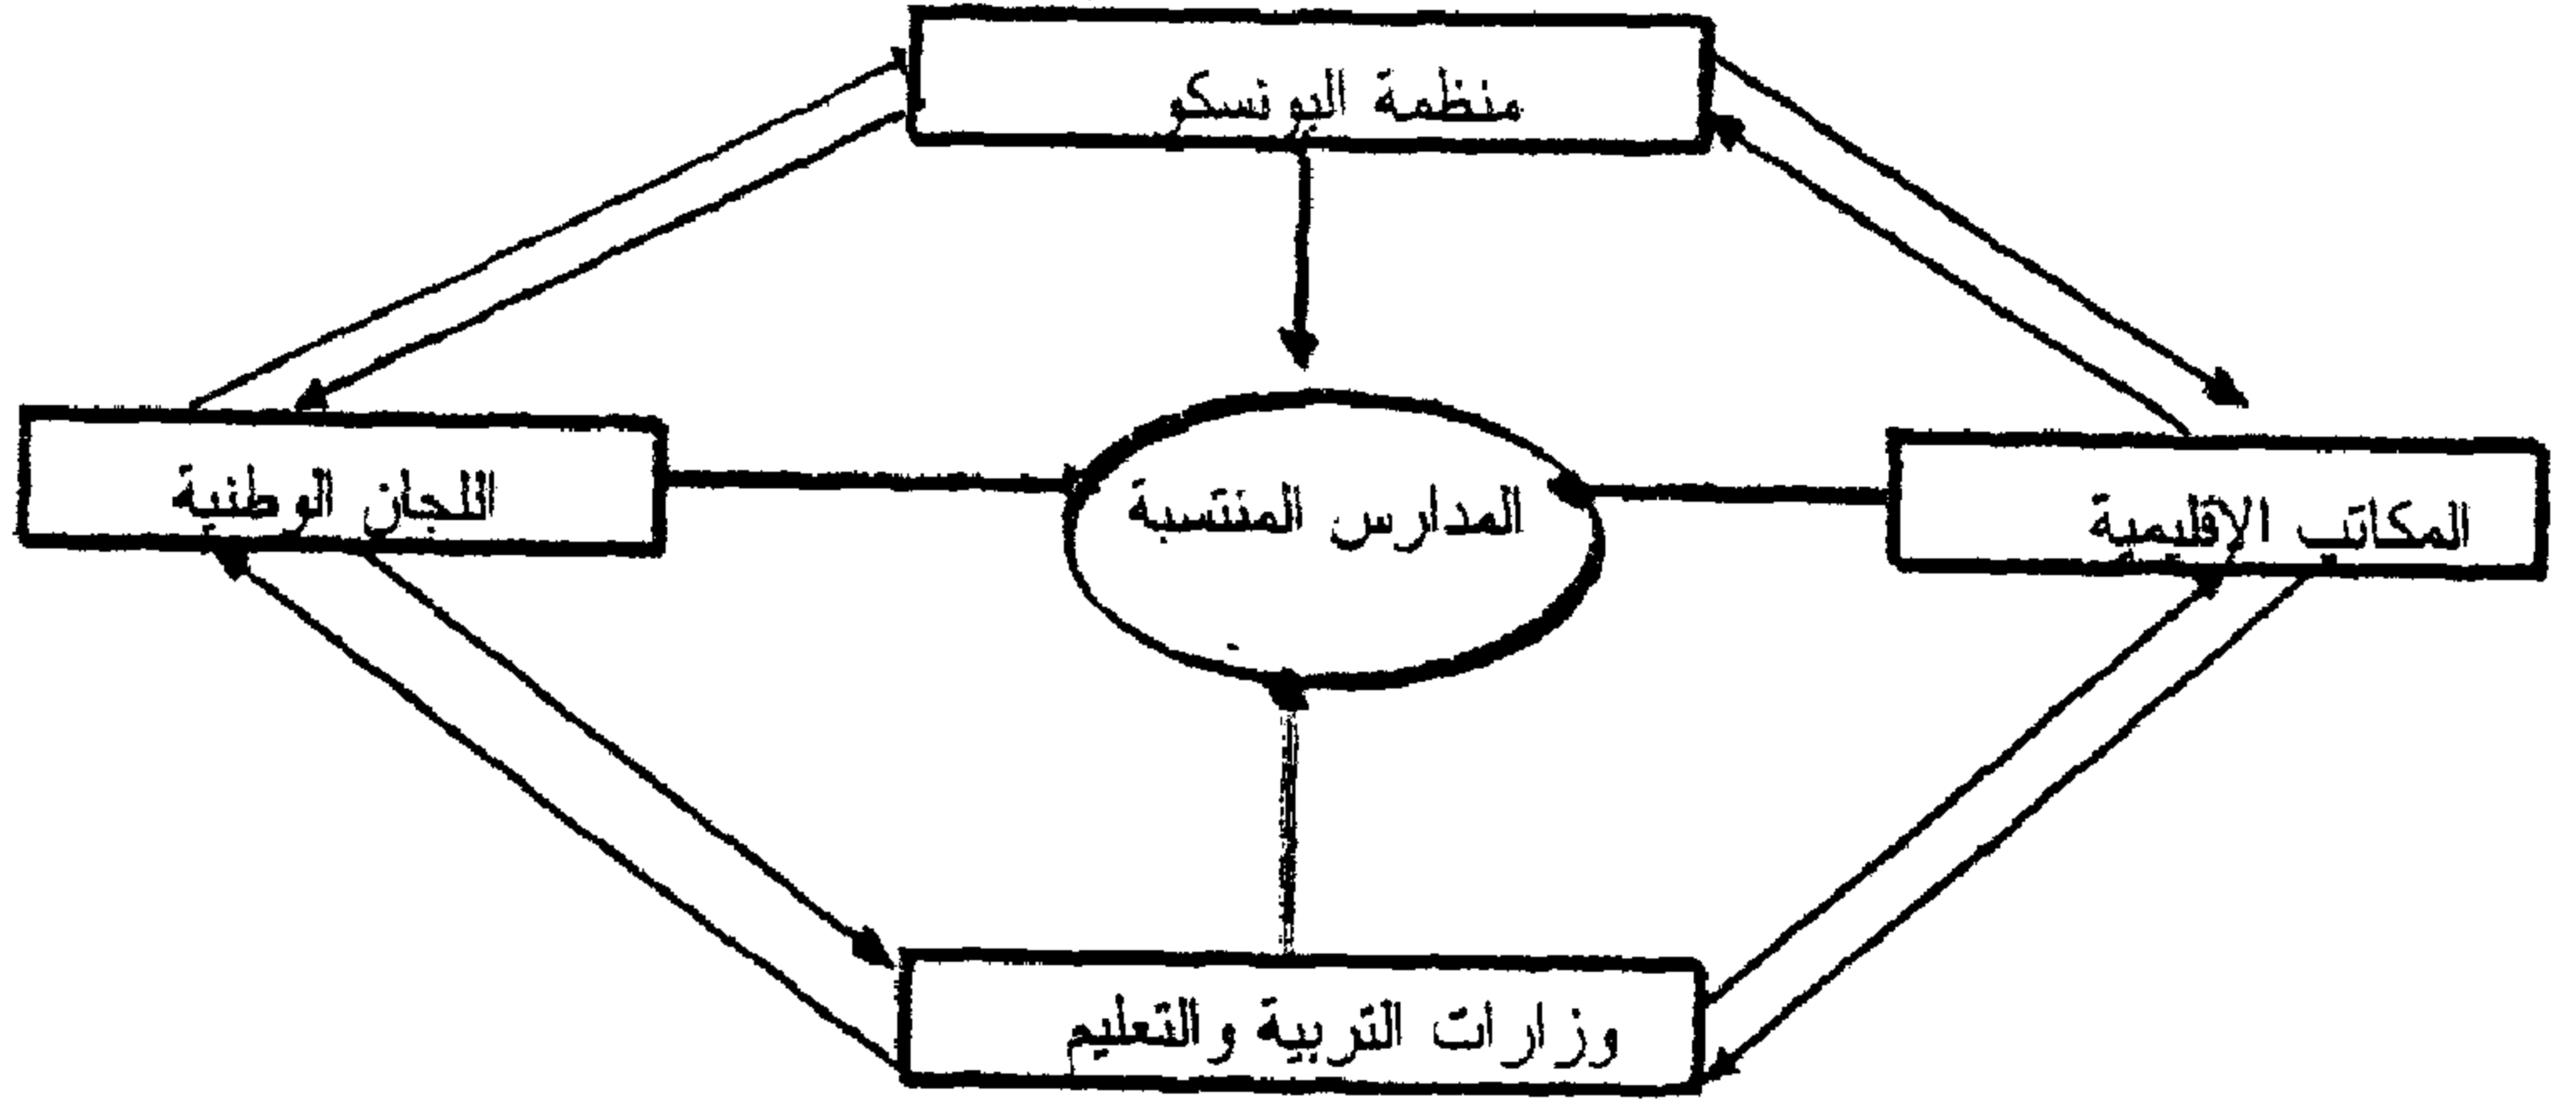 منظمة اليونسكو
المكاتب الإقليمية
المدارس المنتسبة
اللجان الوطنية
وزارات التربية والتعليم